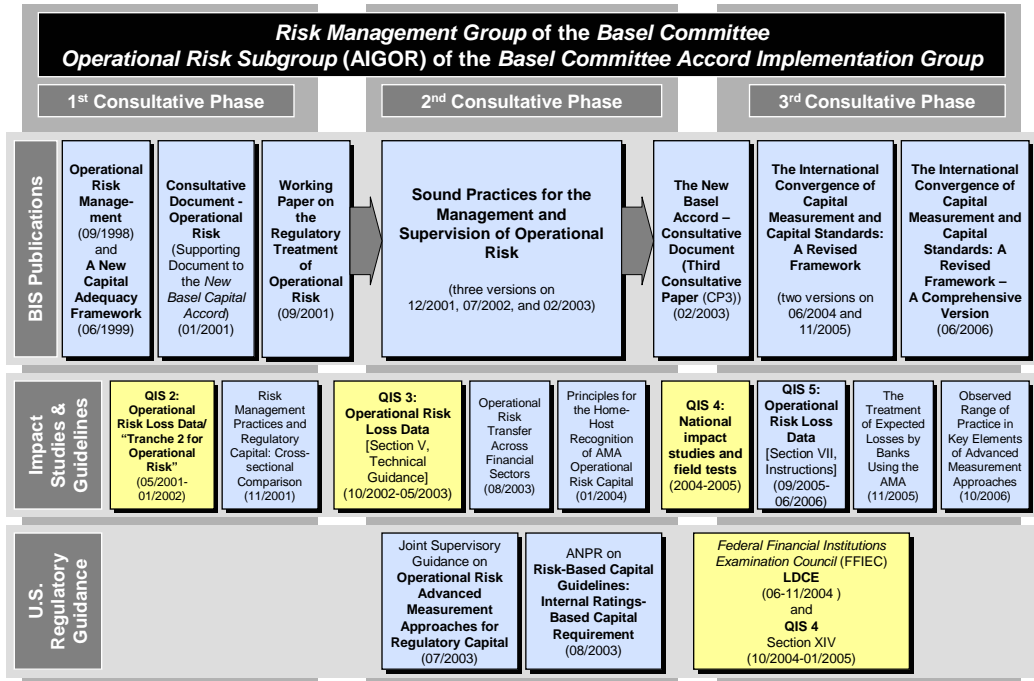 Risk Management Group of the Basel Committee
Operational Risk Subgroup (AIGOR) of the Basel Committee Accord Implementation Group
1st Consultative Phase
2nd Consultative Phase
3rd Consultative Phase
BIS Publications
Operational
Risk
Manage-
ment
(09/1998)
and
A New
Capital
Adequacy
Framework
(06/1999)
Consultative
Document -
Operational
Risk
(Supporting
Document to
the New
Basel Capital
Accord)
(01/2001)
Working
Paper on
the
Regulatory
Treatment
of
Operational
Risk
(09/2001)
Sound Practices for the
Management and
Supervision of Operational
Risk
(three versions on
12/2001, 07/2002, and 02/2003)
The New
Basel
Accord –
Consultative
Document
(Third
Consultative
Paper (CP3))
(02/2003)
The International
Convergence of
Capital
Measurement and
Capital Standards:
A Revised
Framework
(two versions on
06/2004 and
11/2005)
The International
Convergence of
Capital
Measurement and
Capital
Standards: A
Revised
Framework –
A Comprehensive
Version
(06/2006)
Impact
Studies &
Guidelines
QIS 2:
Operational
Risk Loss Data/
“Tranche 2 for
Operational
Risk”
(05/2001-
01/2002)
Risk
Management
Practices and
Regulatory
Capital: Cross-
sectional
Comparison
(11/2001)
QIS 3:
Operational Risk
Loss Data
[Section V,
Technical
Guidance]
(10/2002-05/2003)
Operational
Risk
Transfer
Across
Financial
Sectors
(08/2003)
Principles for
the Home-
Host
Recognition
of AMA
Operational
Risk Capital
(01/2004)
QIS 4:
National
impact
studies and
field tests
(2004-2005)
QIS 5:
Operational
Risk Loss
Data
[Section VII,
Instructions]
(09/2005-
06/2006)
The
Treatment
of Expected
Losses by
Banks
Using the
AMA
(11/2005)
Observed
Range of
Practice in
Key Elements
of Advanced
Measurement
Approaches
(10/2006)
U.S.
Regulatory
Guidance
Joint Supervisory
Guidance on
Operational Risk
Advanced
Measurement
Approaches for
Regulatory Capital
(07/2003)
ANPR on
Risk-Based Capital
Guidelines:
Internal Ratings-
Based Capital
Requirement
(08/2003)
Federal Financial Institutions
Examination Council (FFIEC)
LDCE
(06-11/2004 )
and
QIS 4
Section XIV
(10/2004-01/2005)